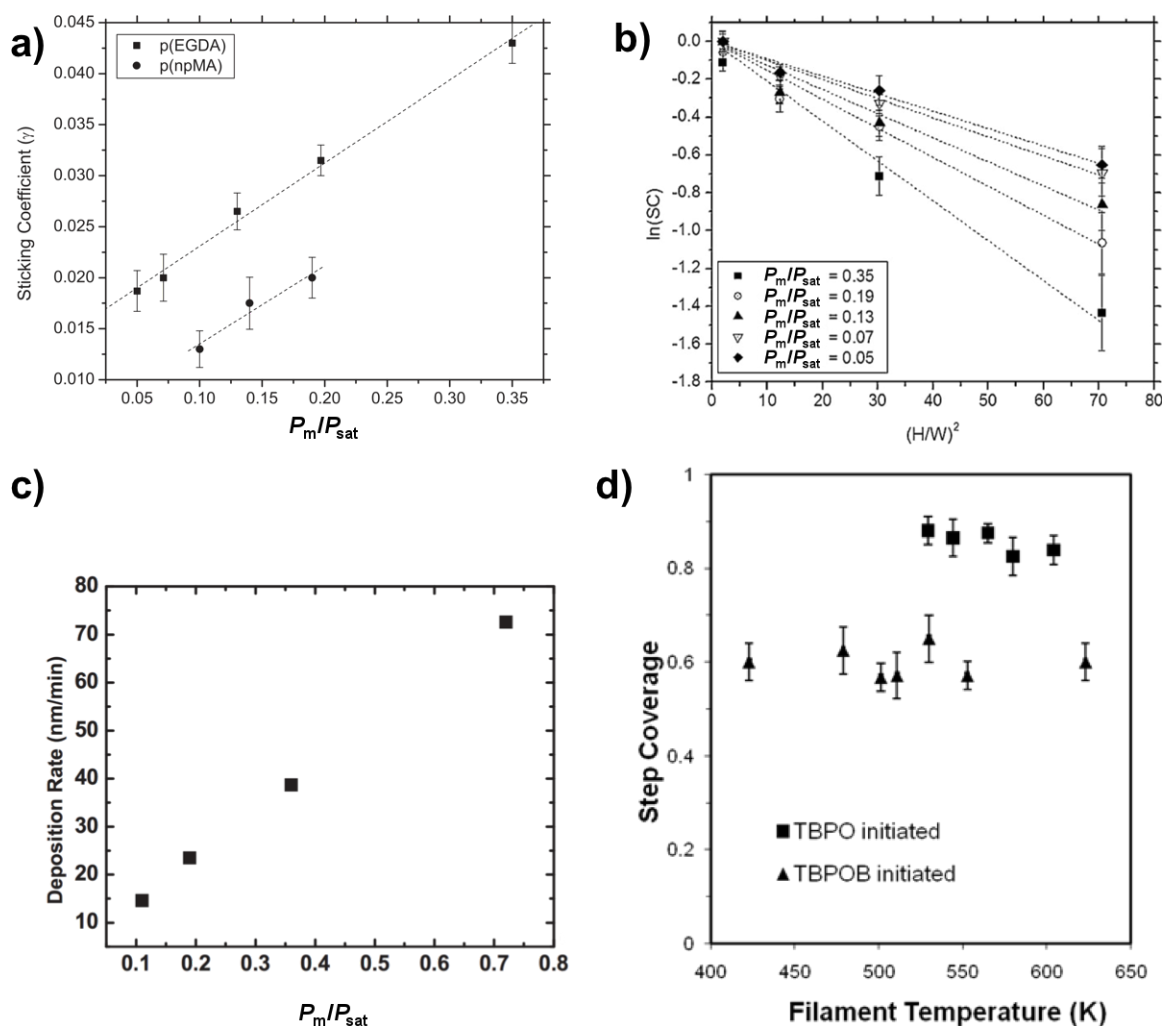 a)
p(EGDA)
p(npMA)
0.045
0.040
0.035
0.030
0.025
0.020
0.015
0.010
Sticking Coefficient (γ)
0.05 0.10 0.15 0.20 0.25 0.30 0.35
Pm/Psat
b)
0.0
-0.2
-0.4
-0.6
-0.8
-1.0
-1.2
-1.4
-1.6
-1.8
ln(SC)
Pm/Psat = 0.35
Pm/Psat = 0.19
Pm/Psat = 0.13
Pm/Psat = 0.07
Pm/Psat = 0.05
0 10 20 30 40 50 60 70 80
(H/W)2
c)
80
70
60
50
40
30
20
10
Deposition Rate (nm/min)
0.1 0.2 0.3 0.4 0.5 0.6 0.7 0.8
Pm/Psat
d)
1
0.8
0.6
0.4
0.2
0
Step Coverage
TBPO initiated
TBPOB initiated
400 450 500 550 600 650
Filament Temperature (K)